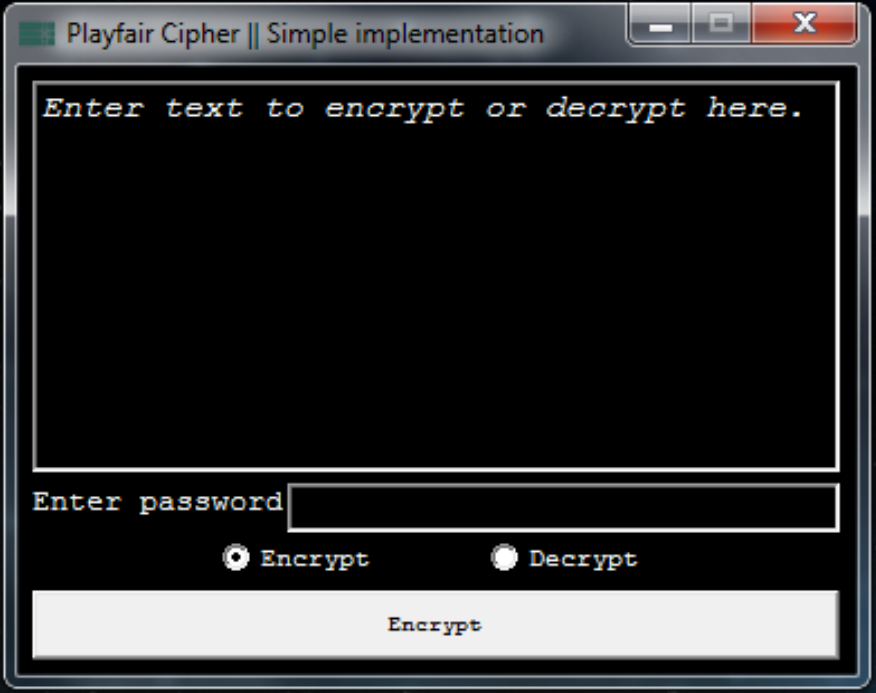 Playfair Cipher || Simple implementation
Enter text to encrypt or decrypt here.
Enter password
Encrypt Decrypt
Encrypt